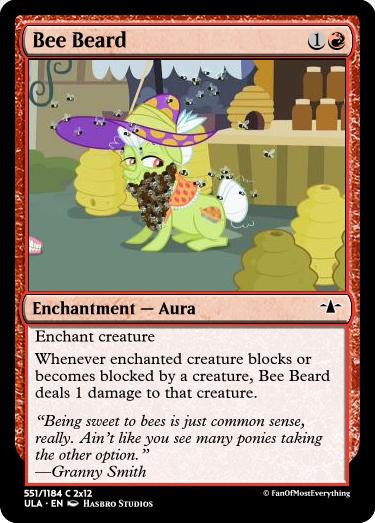 Bee Beard 1
Enchantment — Aura
Enchant creature
Whenever enchanted creature blocks or
becomes blocked by a creature, Bee Beard
deals 1 damage to that creature.
“Being sweet to bees is just common sense,
really. Ain’t like you see many ponies taking
the other option.”
—Granny Smith
551/1184 C 2x12
ULA • EN Hasbro Studios
© FanOfMostEverything